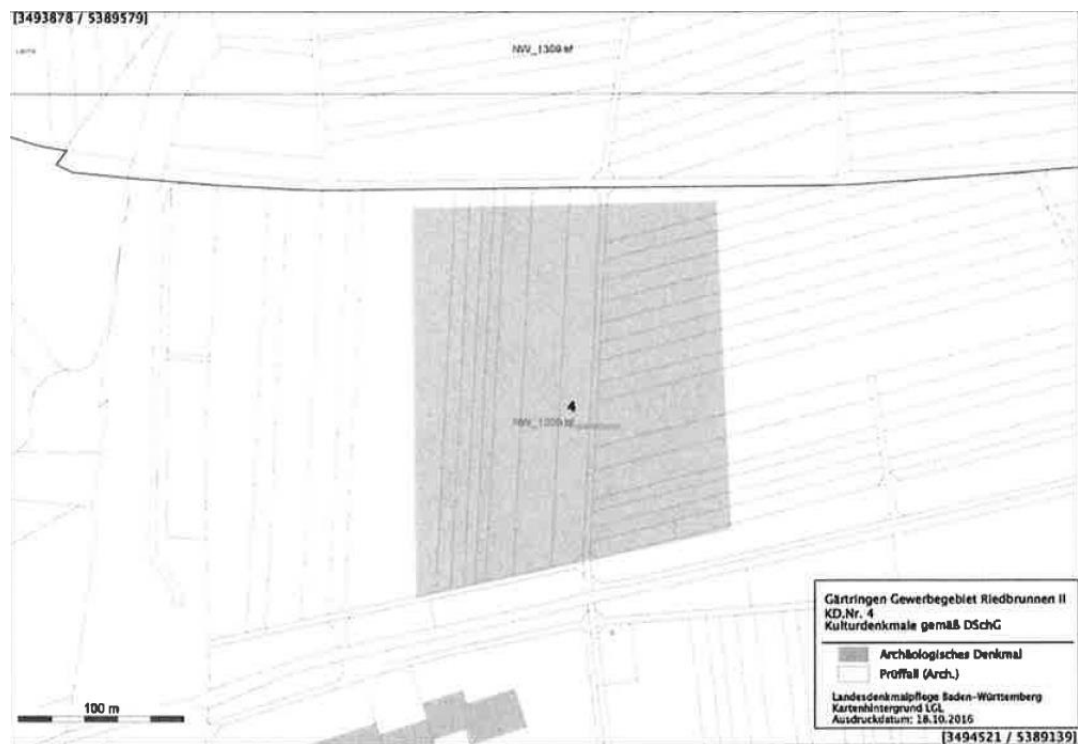 [3493878 / 5389579]
NW_1309 sf
4
100 m
Gärtringen Gewerbegebiet Riedbrunnen II
KD.Nr. 4
Kulturdenkmale gemäß DSchG
Archäologisches Denkmal
Prüffall (Arch.)
Landesdenkmalpflege Baden-Württemberg
Kartenhintergrund LGL
Ausdruckdatum: 18.10.2016
[3494521 / 5389139]